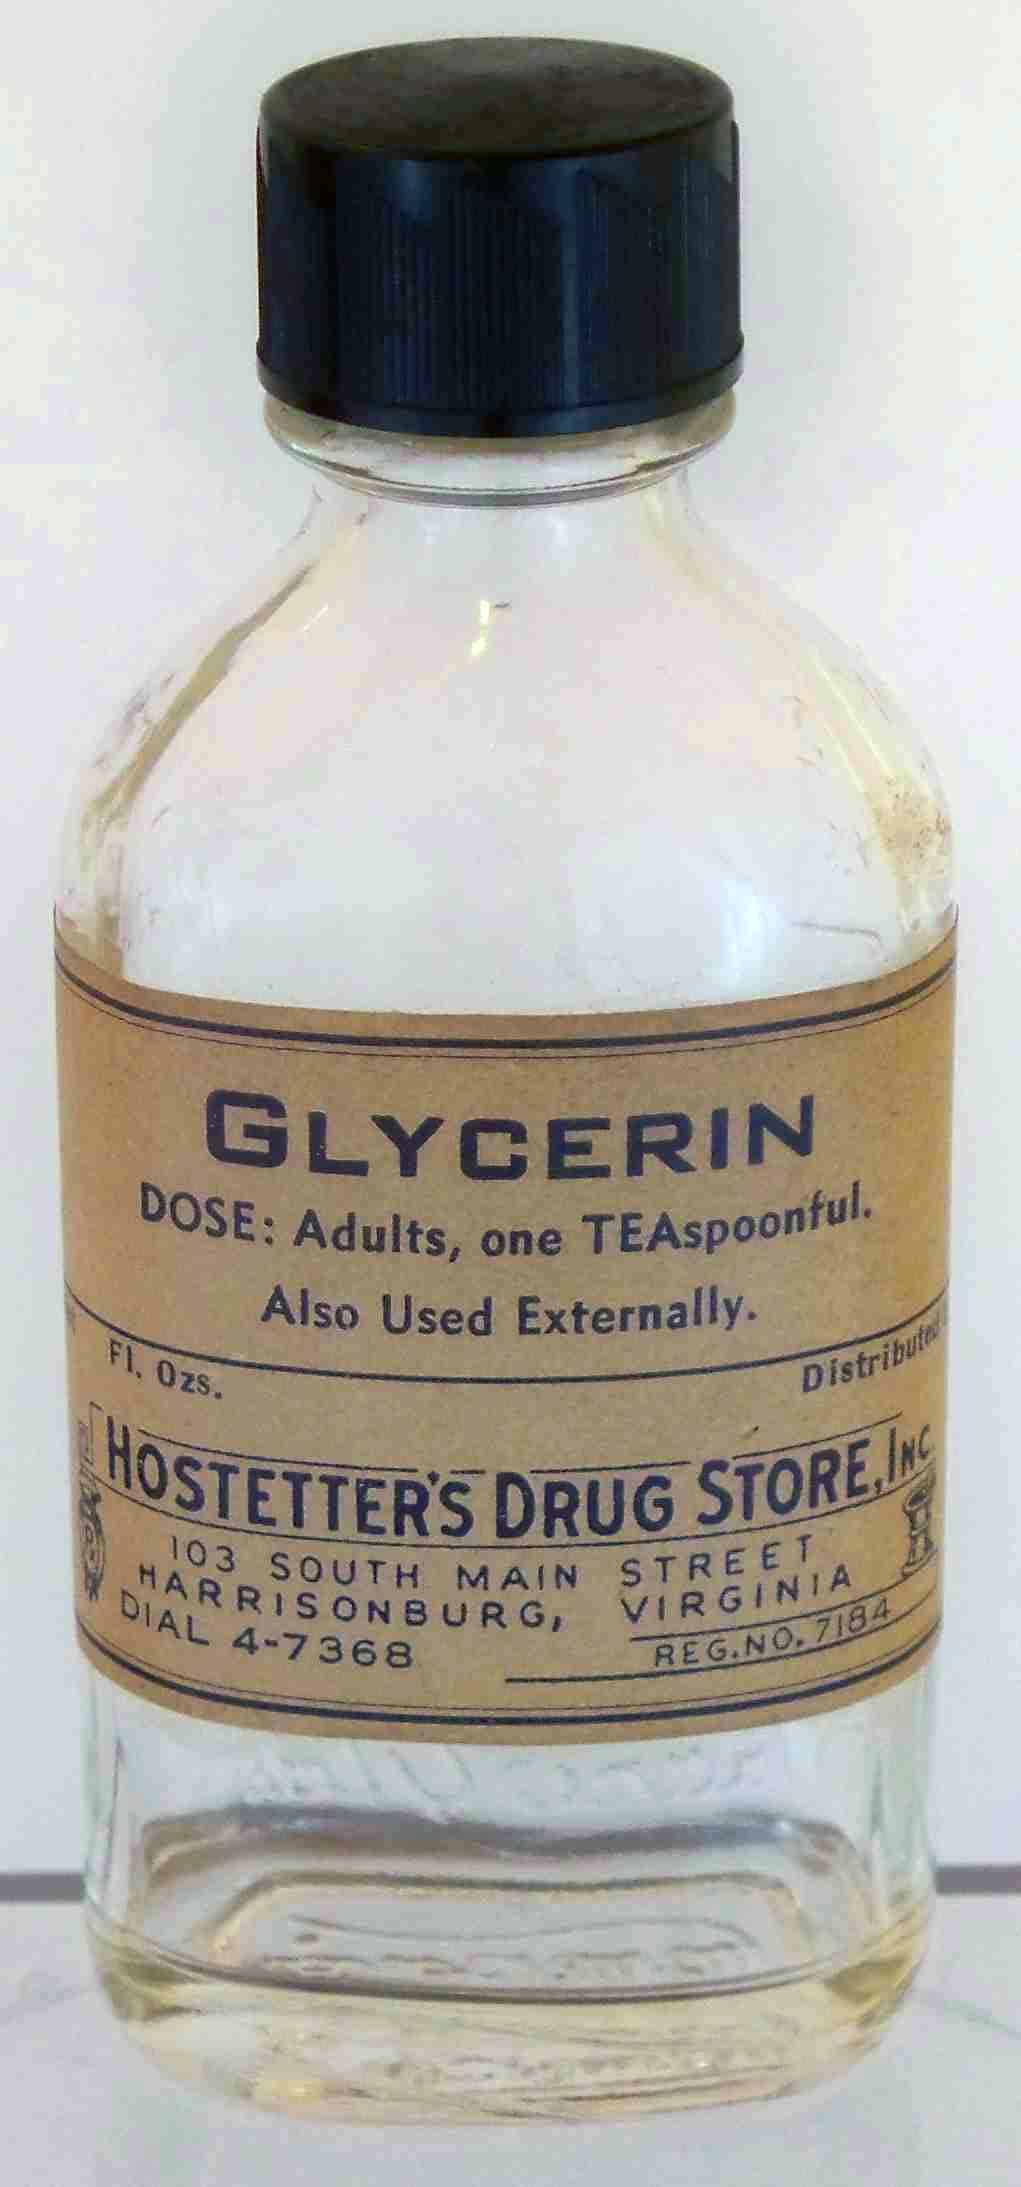 GLYCERIN
DOSE: Adults, one TEAspoonful.
Also Used Externally.
Fl. Ozs.
Distributed
HOSTETTER'S DRUG STORE, INC.
103 SOUTH MAIN STREET
HARRISONBURG, VIRGINIA
DIAL 4-7368
REG. NO. 7184